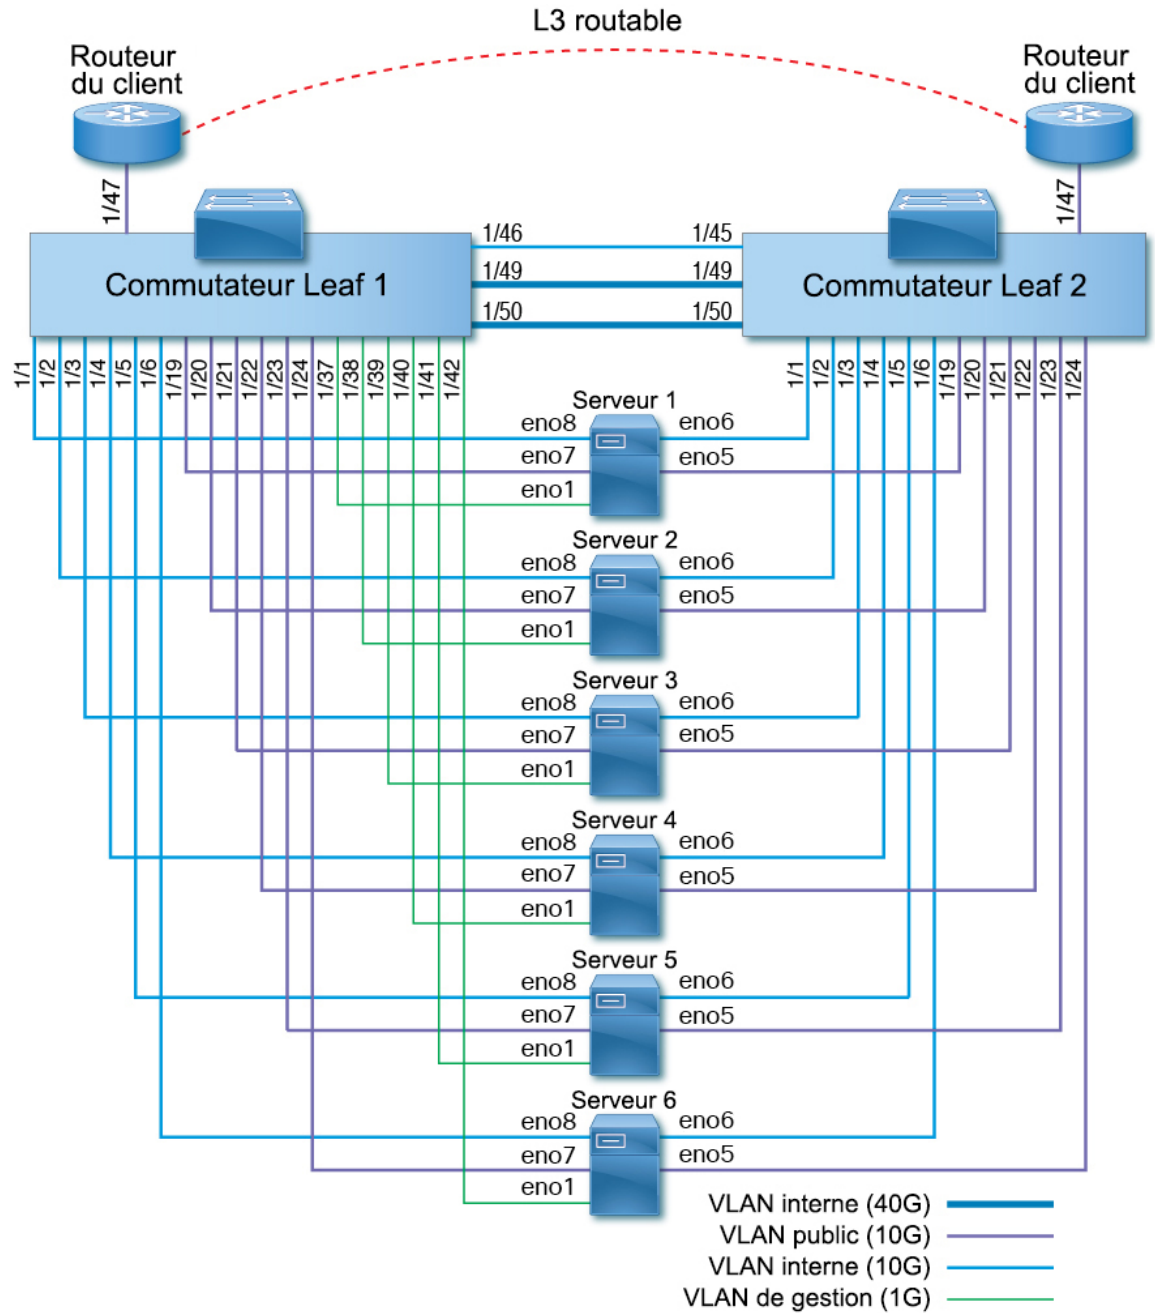 L3 routable
Routeur
du client
Routeur
du client
1/47
1/47
1/46
1/45
Commutateur Leaf 1
1/49
1/49
Commutateur Leaf 2
1/50
1/50
1/1
1/2
1/3
1/4
1/5
1/6
1/19
1/20
1/21
1/22
1/23
1/24
1/37
1/38
1/39
1/40
1/41
1/42
1/1
1/2
1/3
1/4
1/5
1/6
1/19
1/20
1/21
1/22
1/23
1/24
Serveur 1
eno8
eno6
eno7
eno5
eno1
Serveur 2
eno8
eno6
eno7
eno5
eno1
Serveur 3
eno8
eno6
eno7
eno5
eno1
Serveur 4
eno8
eno6
eno7
eno5
eno1
Serveur 5
eno8
eno6
eno7
eno5
eno1
Serveur 6
eno8
eno6
eno7
eno5
eno1
VLAN interne (40G)
VLAN public (10G)
VLAN interne (10G)
VLAN de gestion (1G)